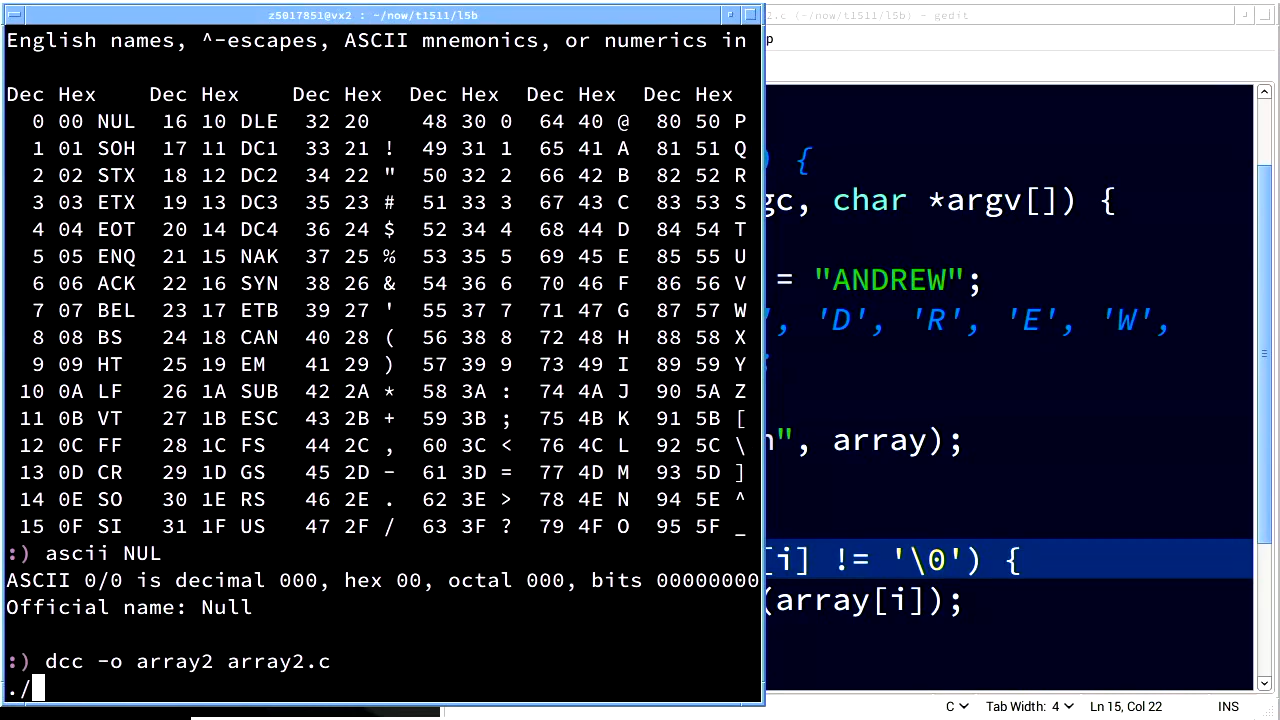 z5017851@vx2 : ~/now/t1511/l5b
English names, ^-escapes, ASCII mnemonics, or numerics in
Dec Hex Dec Hex Dec Hex Dec Hex Dec Hex Dec Hex
0 00 NUL 16 10 DLE 32 20 48 30 0 64 40 @ 80 50 P
1 01 SOH 17 11 DC1 33 21 ! 49 31 1 65 41 A 81 51 Q
2 02 STX 18 12 DC2 34 22 " 50 32 2 66 42 B 82 52 R
3 03 ETX 19 13 DC3 35 23 # 51 33 3 67 43 C 83 53 S
4 04 EOT 20 14 DC4 36 24 $ 52 34 4 68 44 D 84 54 T
5 05 ENQ 21 15 NAK 37 25 % 53 35 5 69 45 E 85 55 U
6 06 ACK 22 16 SYN 38 26 & 54 36 6 70 46 F 86 56 V
7 07 BEL 23 17 ETB 39 27 ' 55 37 7 71 47 G 87 57 W
8 08 BS 24 18 CAN 40 28 ( 56 38 8 72 48 H 88 58 X
9 09 HT 25 19 EM 41 29 ) 57 39 9 73 49 I 89 59 Y
10 0A LF 26 1A SUB 42 2A * 58 3A : 74 4A J 90 5A Z
11 0B VT 27 1B ESC 43 2B + 59 3B ; 75 4B K 91 5B [
12 0C FF 28 1C FS 44 2C , 60 3C < 76 4C L 92 5C \
13 0D CR 29 1D GS 45 2D - 61 3D = 77 4D M 93 5D ]
14 0E SO 30 1E RS 46 2E . 62 3E > 78 4E N 94 5E ^
15 0F SI 31 1F US 47 2F / 63 3F ? 79 4F O 95 5F _
:) ascii NUL
ASCII 0/0 is decimal 000, hex 00, octal 000, bits 00000000
Official name: Null
:) dcc -o array2 array2.c
./
2.c (~/now/t1511/l5b) - gedit
p
) {
gc, char *argv[]) {
= "ANDREW";
', 'D', 'R', 'E', 'W',
;
n", array);
[i] != '\0') {
(array[i]);
C Tab Width: 4 Ln 15, Col 22 INS